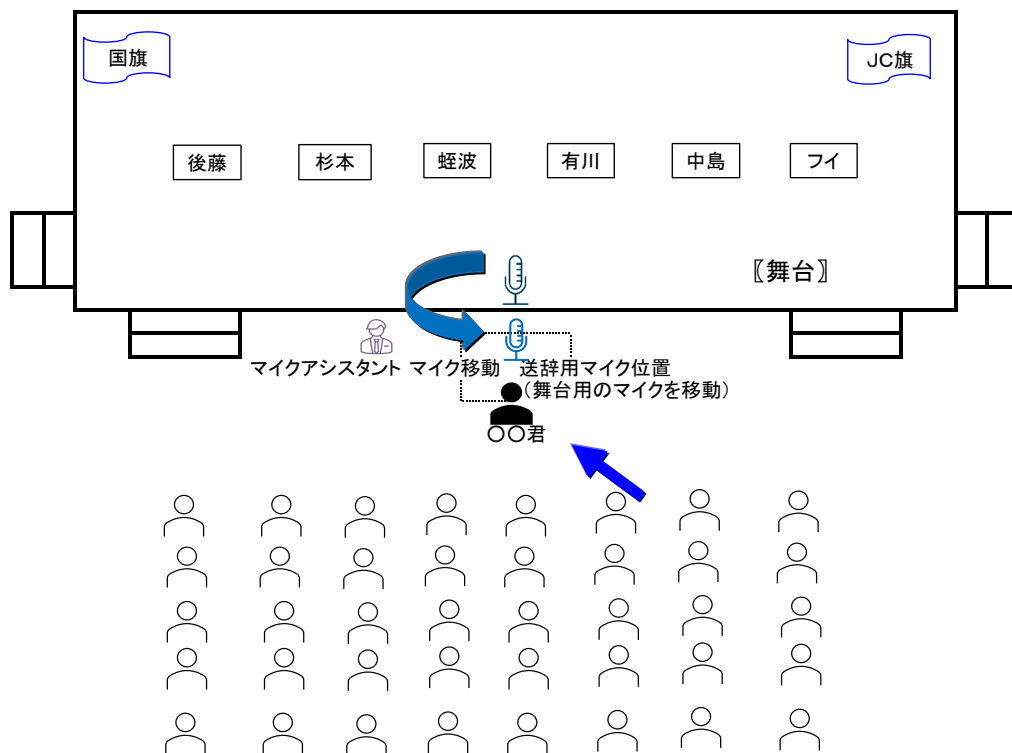 国旗
JC旗
後藤
杉本
蛭波
有川
中島
フイ
〖舞台〗
マイクアシスタント
マイク移動
送辞用マイク位置
（舞台用のマイクを移動）
〇〇君